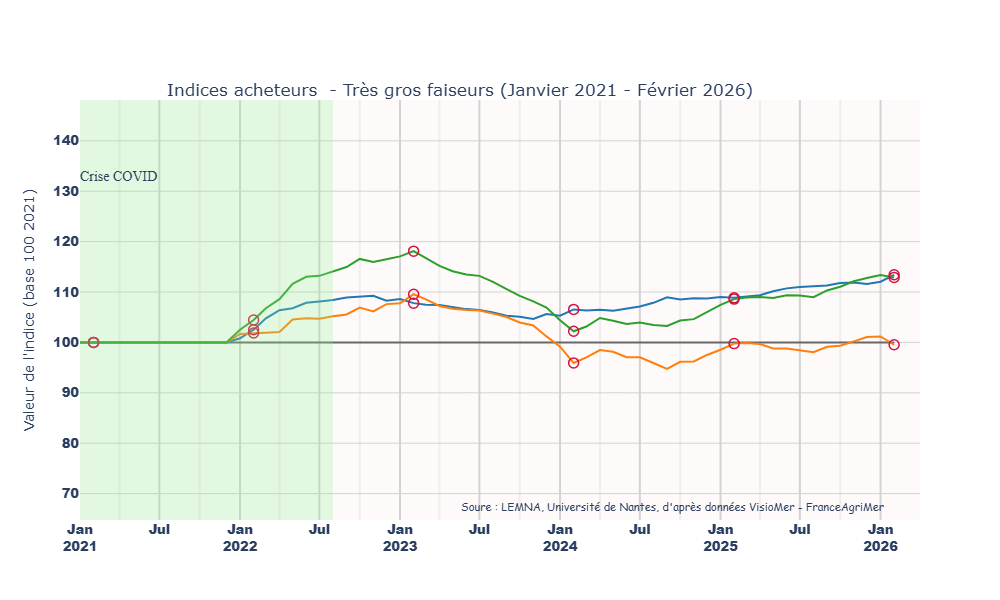 Indices acheteurs  - Très gros faiseurs (Janvier 2021 - Février 2026)
Valeur de l'indice (base 100 2021)
140
130
120
110
100
90
80
70
Crise COVID
Soure : LEMNA, Université de Nantes, d'après données VisioMer - FranceAgriMer
Jan Jul Jan Jul Jan Jul Jan Jul Jan Jul Jan
2021 2022 2023 2024 2025 2026